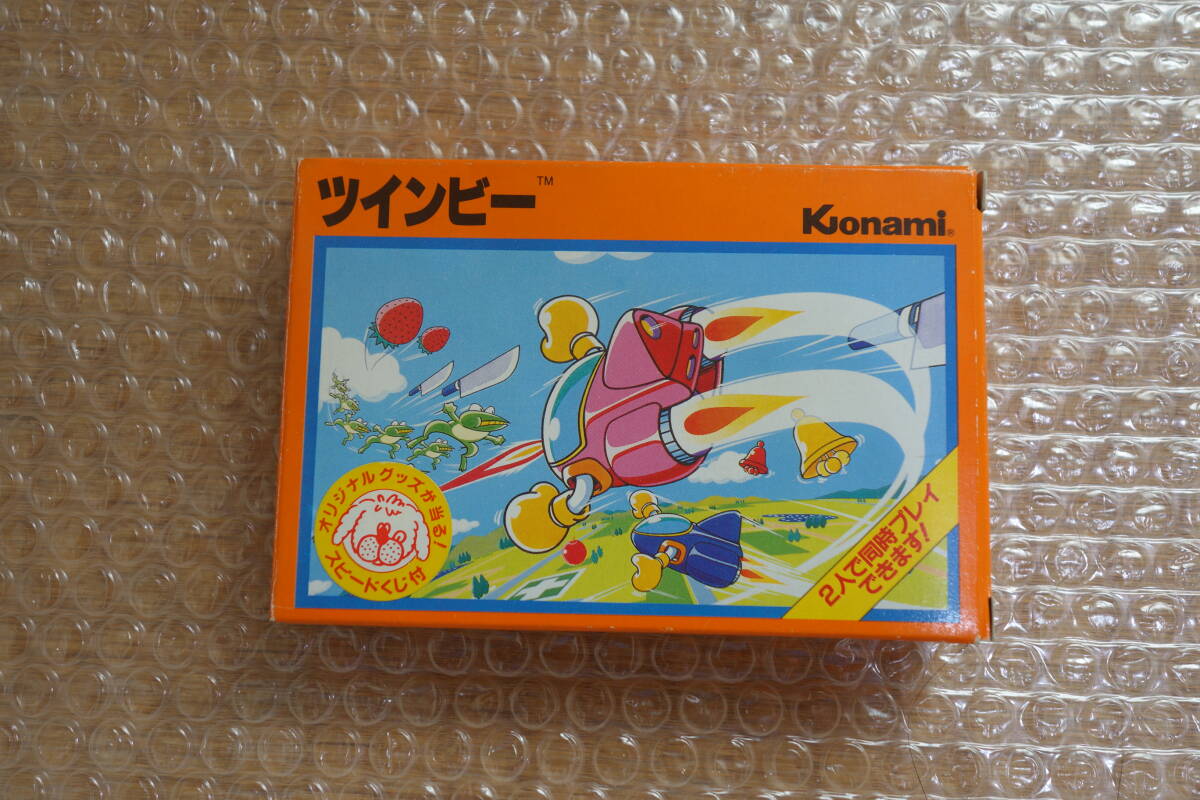 ツインビー™
Konami®
オリジナルグッズが当る!
スピードくじ付
2人で同時プレイ
できます!